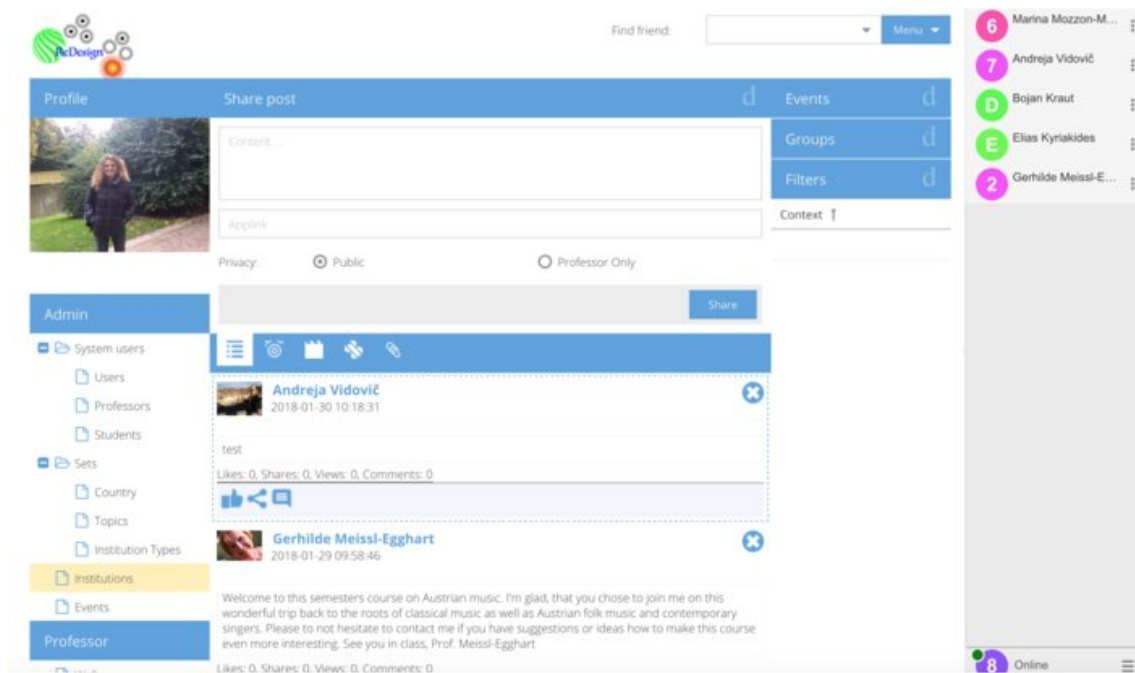 AcDesign
Find friend:
Menu
Profile
Share post
d
Content ...
Applink
Privacy:
Public
Professor Only
Share
Admin
System users
Users
Professors
Students
Sets
Country
Topics
Institution Types
Institutions
Events
Professor
Andreja Vidovič
2018-01-30 10:18:31
test
Likes: 0, Shares: 0, Views: 0, Comments: 0
Gerhilde Meissl-Egghart
2018-01-29 09:58:46
Welcome to this semesters course on Austrian music. I'm glad, that you chose to join me on this
wonderful trip back to the roots of classical music as well as Austrian folk music and contemporary
singers. Please to not hesitate to contact me if you have suggestions or ideas how to make this course
even more interesting. See you in class, Prof. Meissl-Egghart
Likes: 0, Shares: 0, Views: 0, Comments: 0
Events d
Groups d
Filters d
Context ↑
6 Marina Mozzon-M...
7 Andreja Vidovič
D Bojan Kraut
E Elias Kyriakides
2 Gerhilde Meissl-E...
8 Online